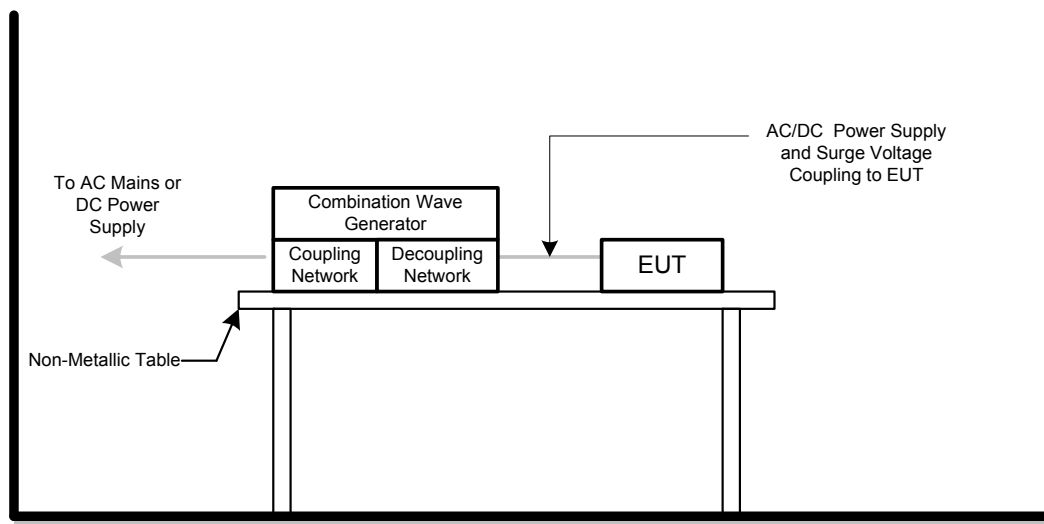 AC/DC Power Supply
and Surge Voltage
Coupling to EUT
To AC Mains or
DC Power
Supply
Combination Wave
Generator
Coupling
Network
Decoupling
Network
EUT
Non-Metallic Table